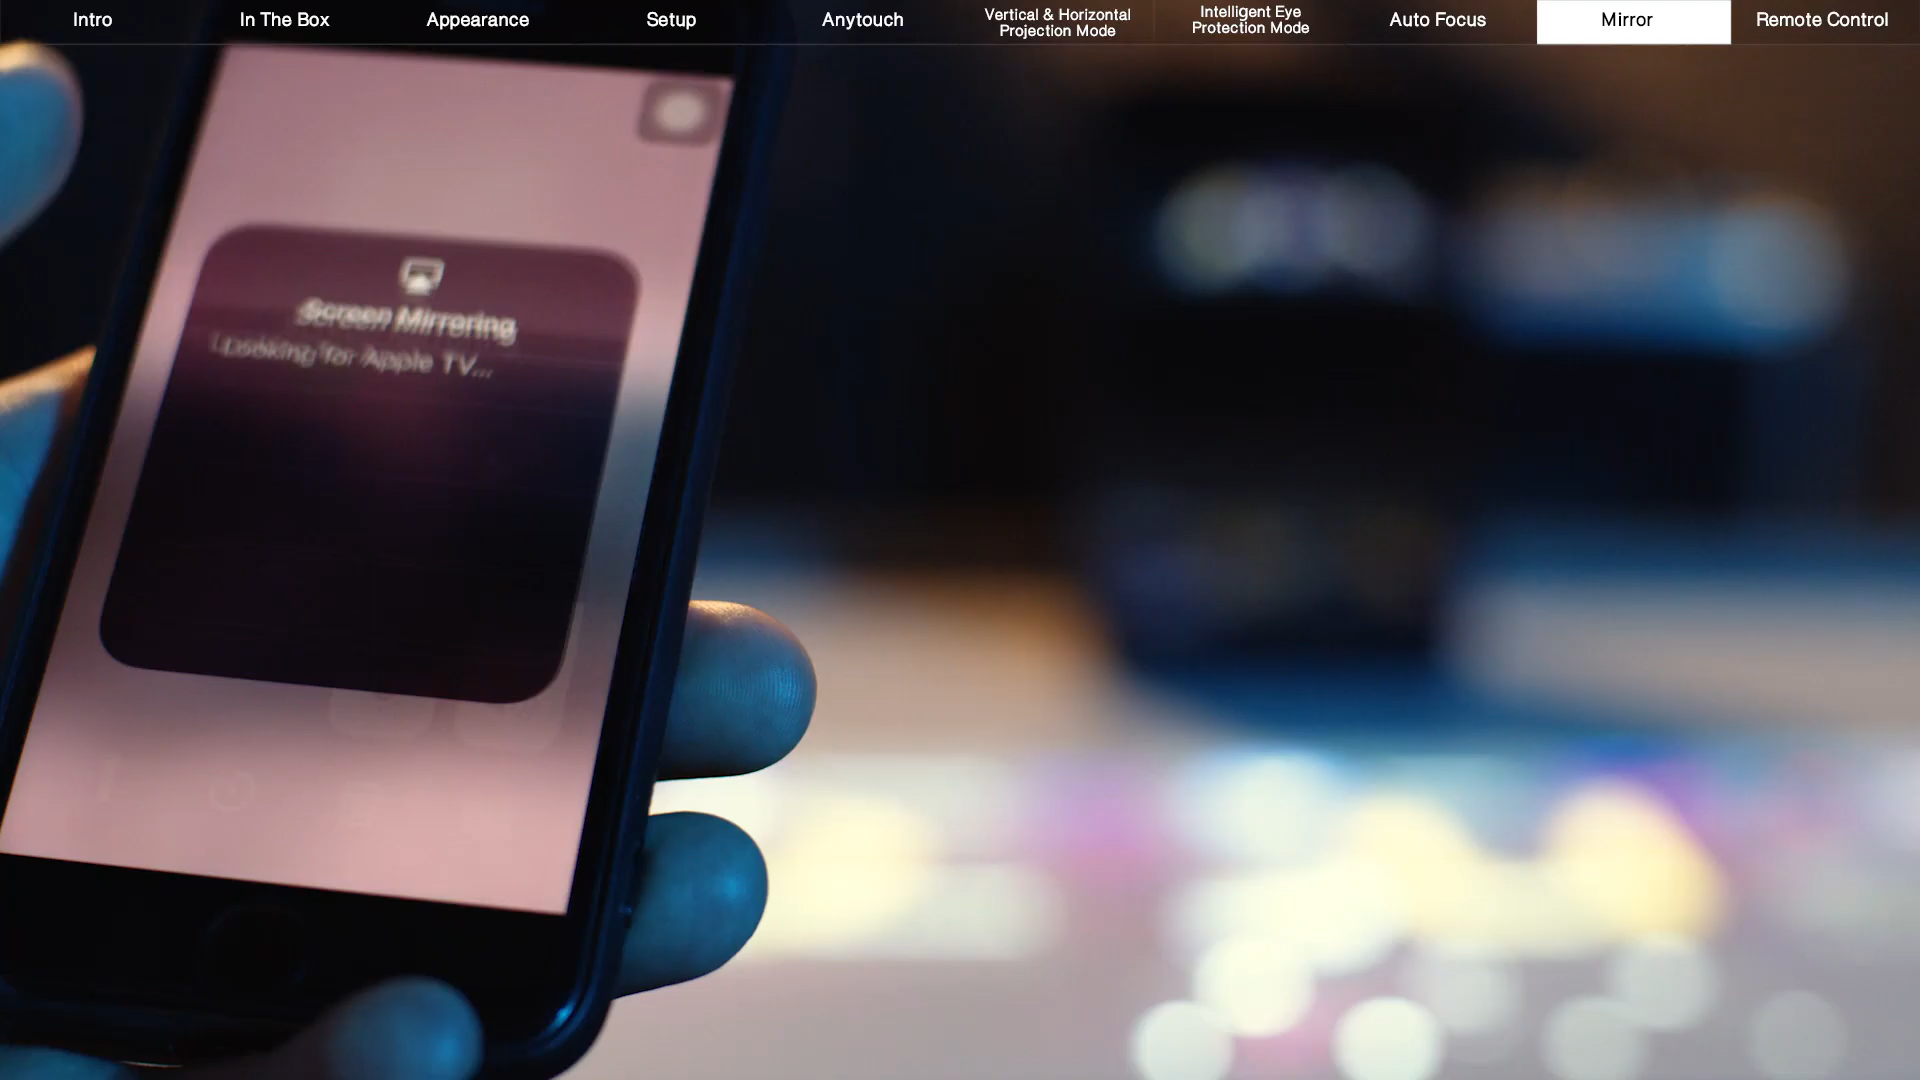 Intro
In The Box
Appearance
Setup
Anytouch
Vertical & Horizontal
Projection Mode
Intelligent Eye
Protection Mode
Auto Focus
Mirror
Remote Control
Screen Mirroring
Looking for Apple TV...